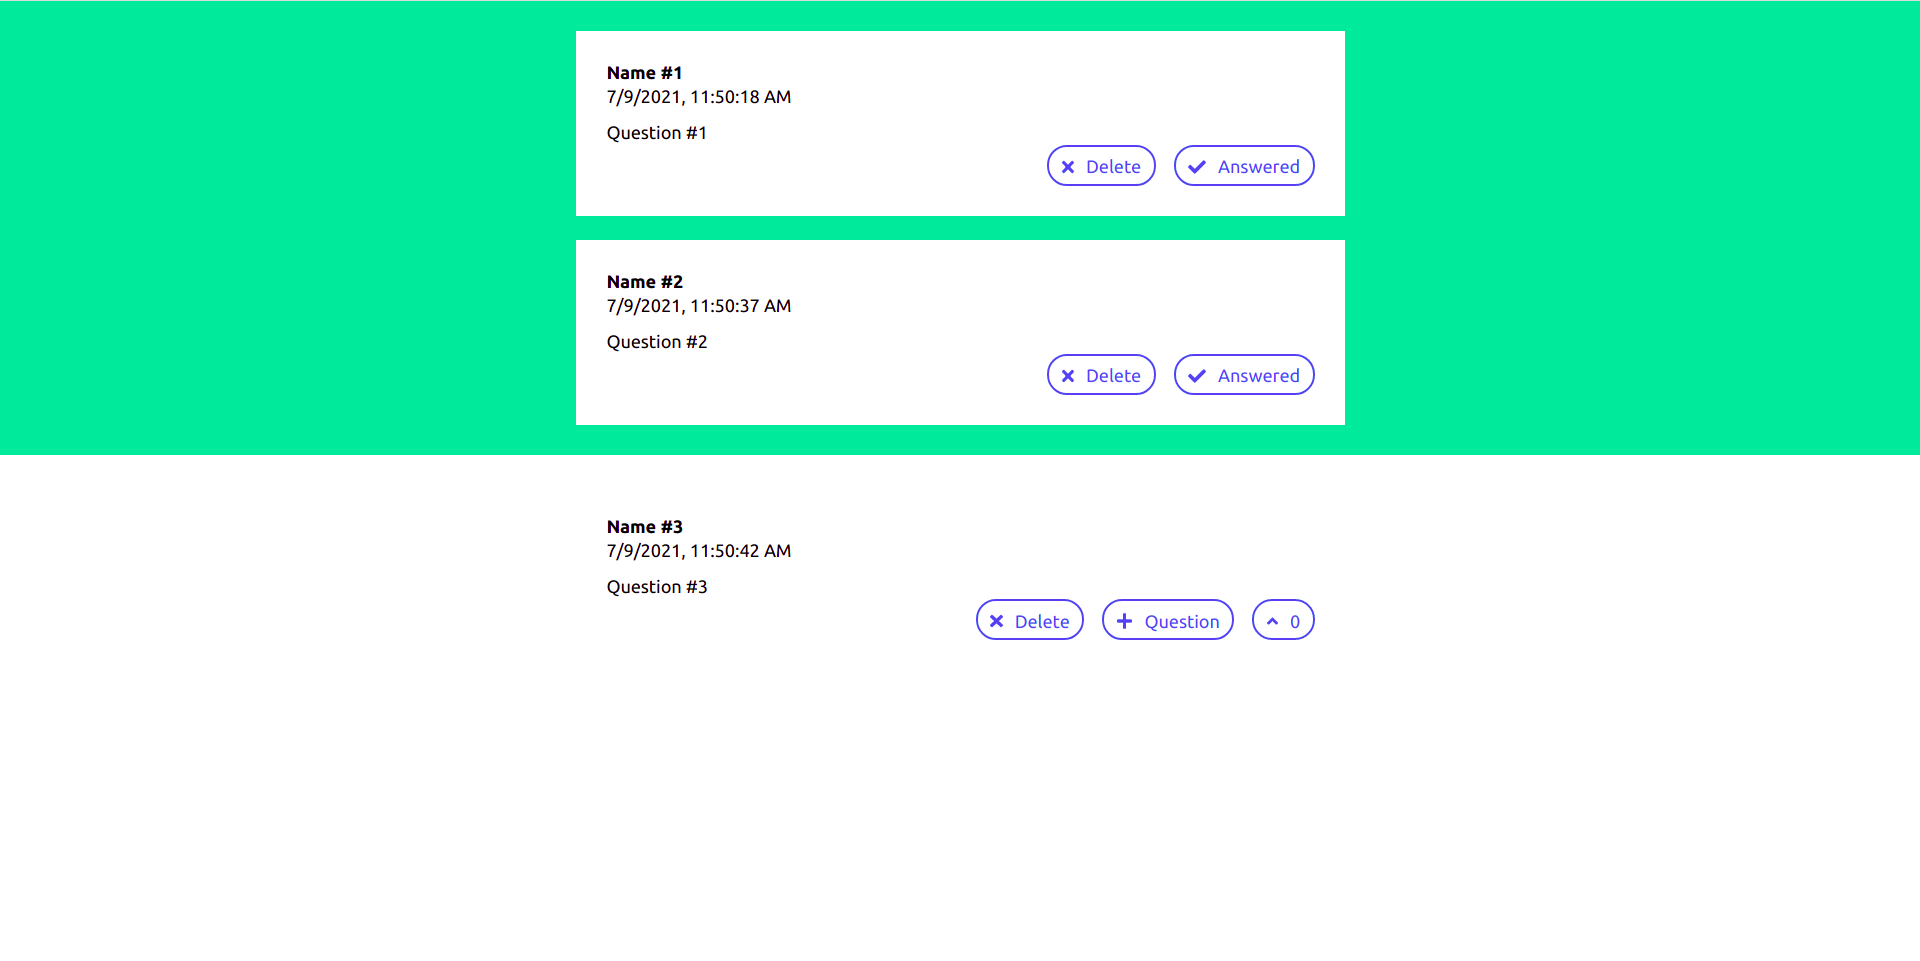 Name #1
7/9/2021, 11:50:18 AM
Question #1
Delete Answered
Name #2
7/9/2021, 11:50:37 AM
Question #2
Delete Answered
Name #3
7/9/2021, 11:50:42 AM
Question #3
Delete Question 0